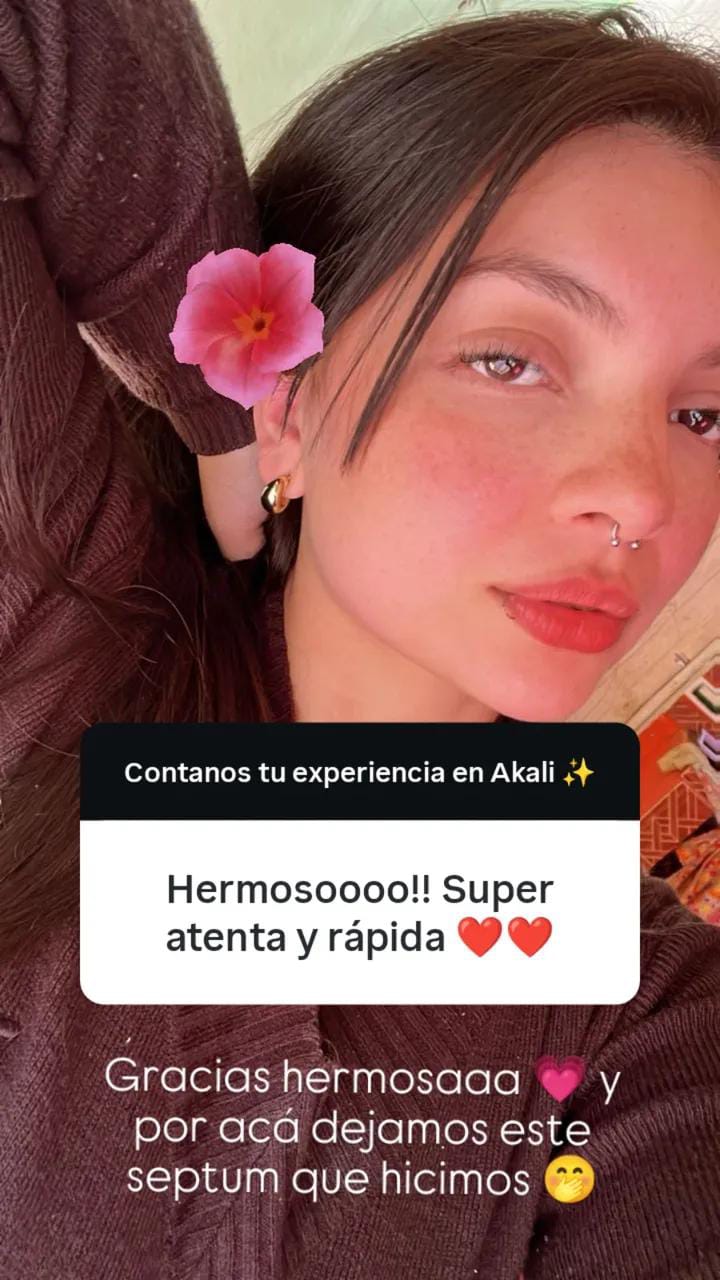 Contanos tu experiencia en Akali ✨
Hermosoooo!! Super
atenta y rápida ❤️❤️
Gracias hermosaaa 💗 y
por acá dejamos este
septum que hicimos 🤭